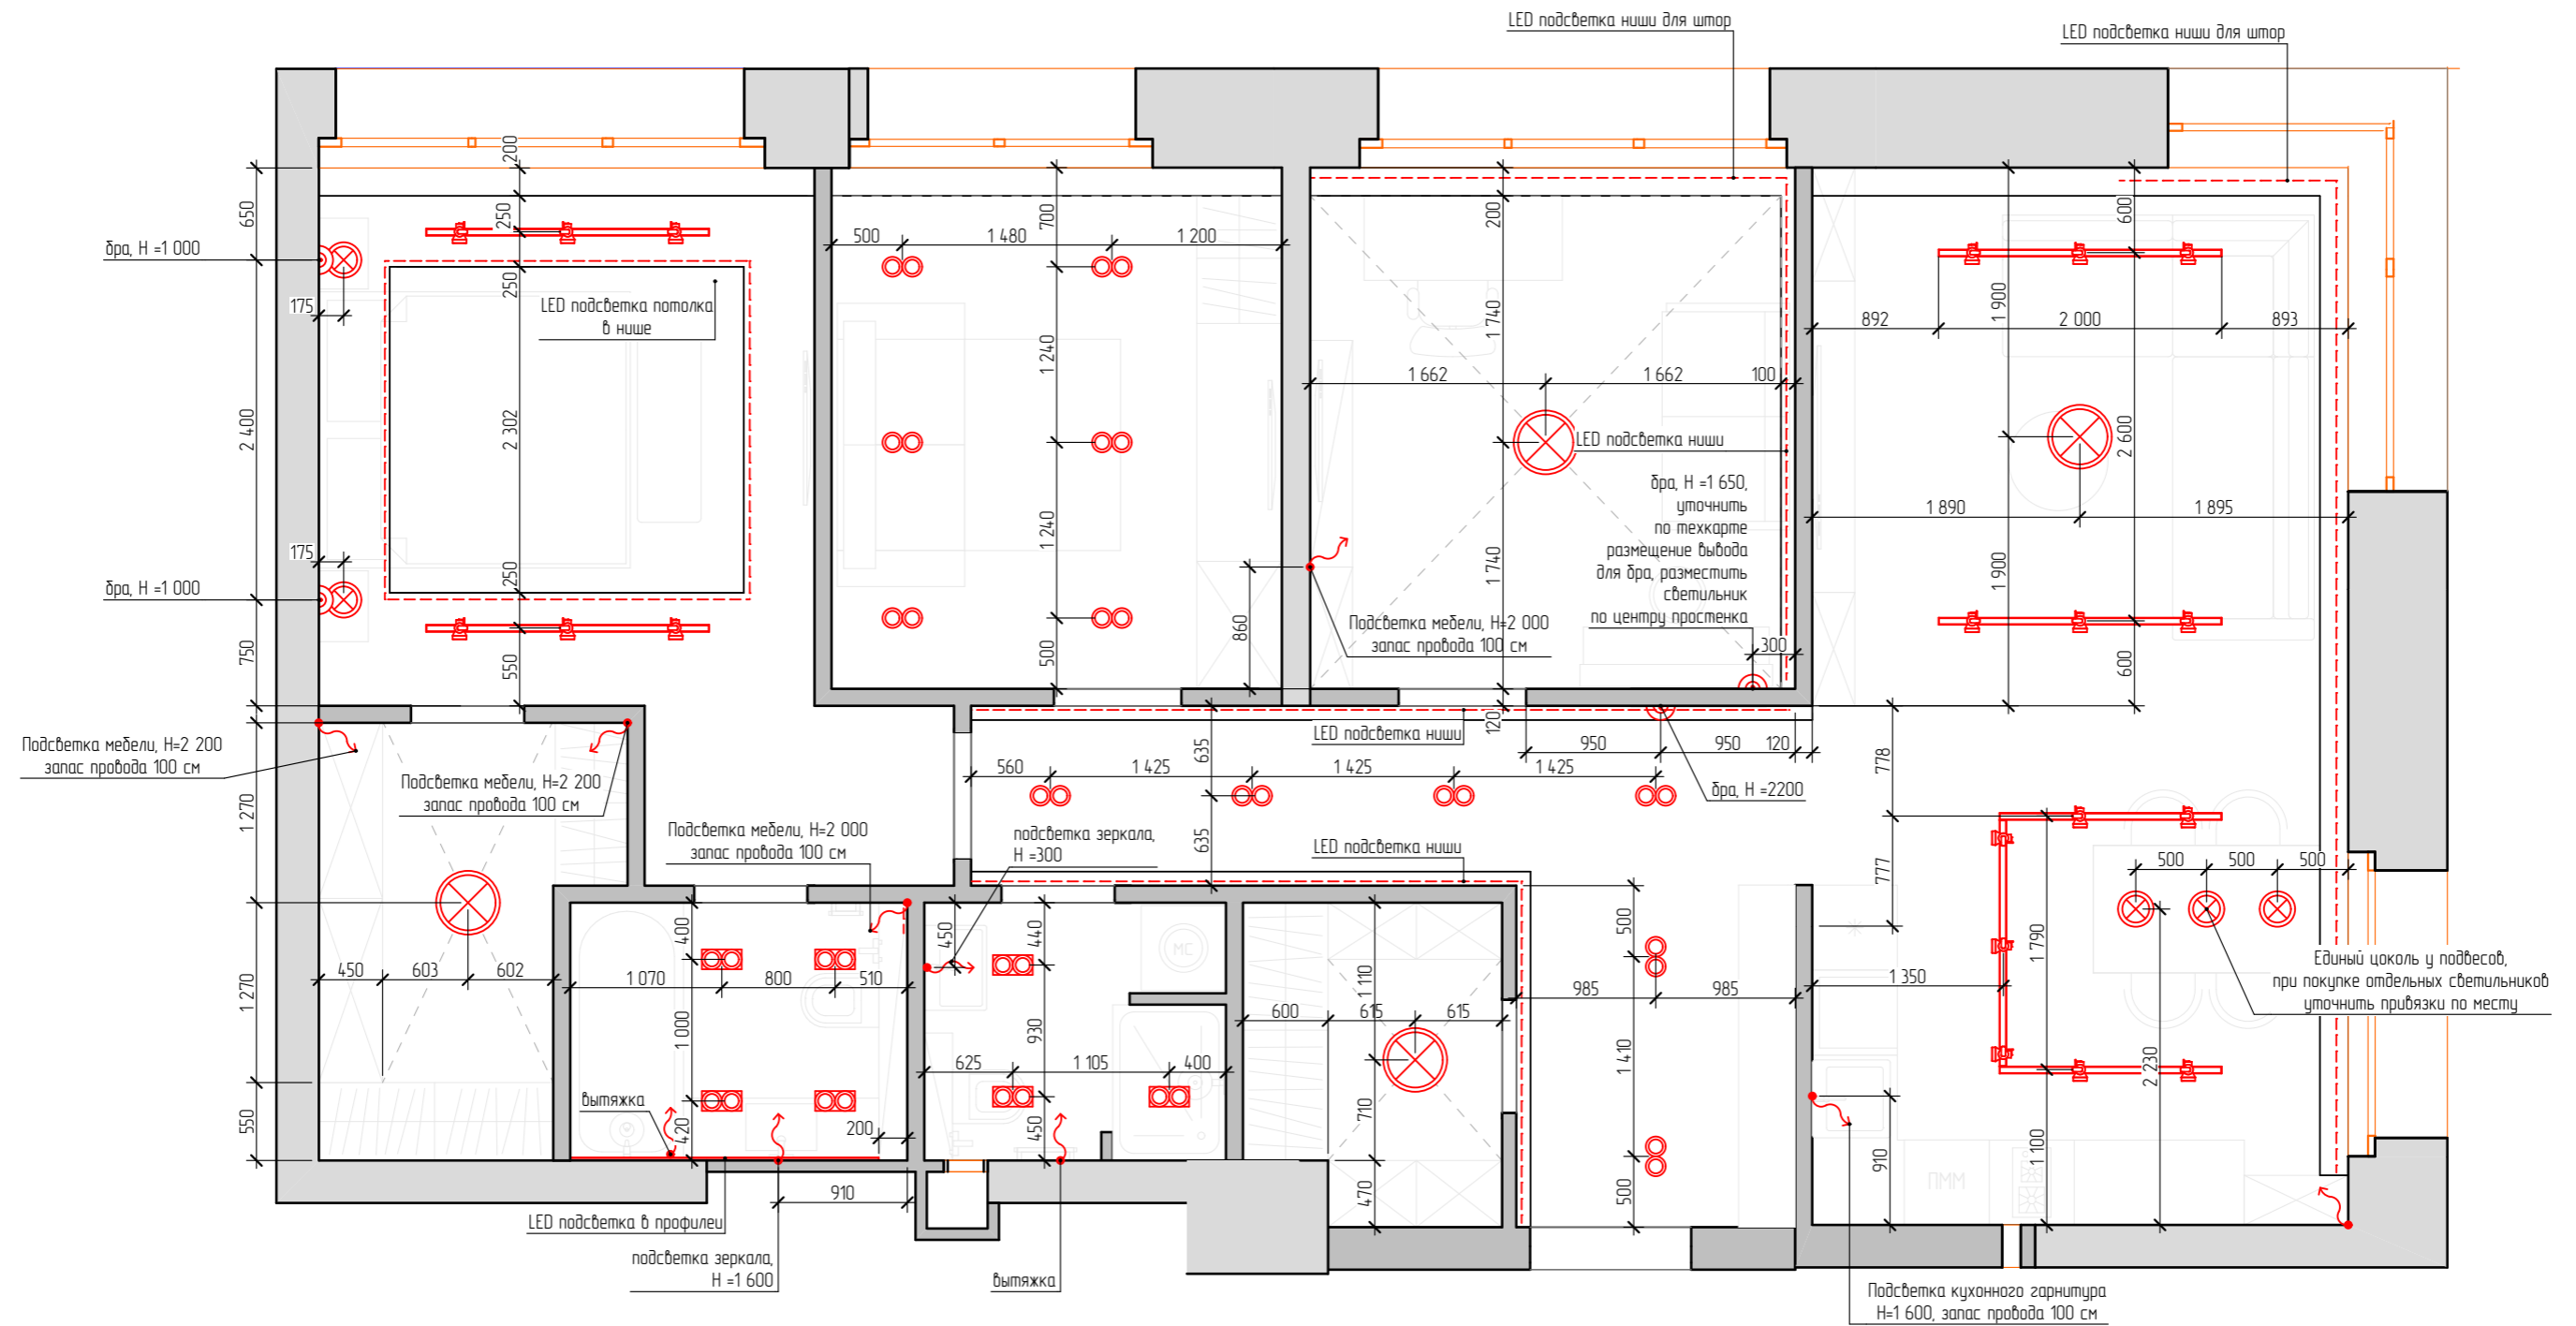 LED подсветка ниши для штор
LED подсветка ниши для штор
200
650
250
600
700
200
500
1 480
1 200
бра, H =1 000
175
250
LED подсветка потолка
в нише
1 740
1 900
892
2 000
893
1 240
1 662
1 662
100
2 400
2 302
LED подсветка ниши
2 600
бра, H =1 650,
уточнить
по техкарте
размещение вывода
для бра, разместить
светильник
по центру простенка
1 890
1 895
175
1 240
1 740
1 900
бра, H =1 000
250
750
550
500
860
Подсветка мебели, H=2 000
запас провода 100 см
300
600
120
LED подсветка ниши
950
950
120
635
778
Подсветка мебели, H=2 200
запас провода 100 см
Подсветка мебели, H=2 200
запас провода 100 см
560
1 425
1 425
1 425
бра, H =2200
1 270
Подсветка мебели, H=2 000
запас провода 100 см
подсветка зеркала,
H =300
635
LED подсветка ниши
777
500
500
500
400
450
440
МС
500
1 790
450
603
602
1 070
800
510
1 110
985
985
1 350
Единый цоколь у подвесов,
при покупке отдельных светильников
уточнить привязки по месту
1 270
1 000
930
600
615
615
1 410
2 230
625
1 105
400
вытяжка
550
420
200
450
710
910
1 100
910
470
500
ПММ
LED подсветка в профилеи
подсветка зеркала,
H =1 600
вытяжка
Подсветка кухонного гарнитура
H=1 600, запас провода 100 см